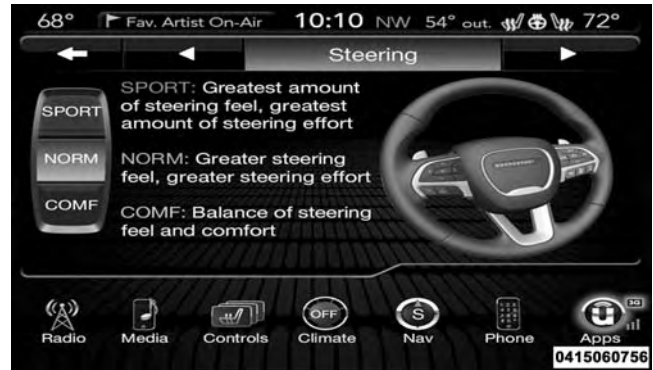 68° Fav. Artist On-Air 10:10 NW 54° out. 72°
Steering
SPORT
NORM
COMF
SPORT: Greatest amount
of steering feel, greatest
amount of steering effort
NORM: Greater steering
feel, greater steering effort
COMF: Balance of steering
feel and comfort
OFF
S
3G
Radio Media Controls Climate Nav Phone Apps
0415060756